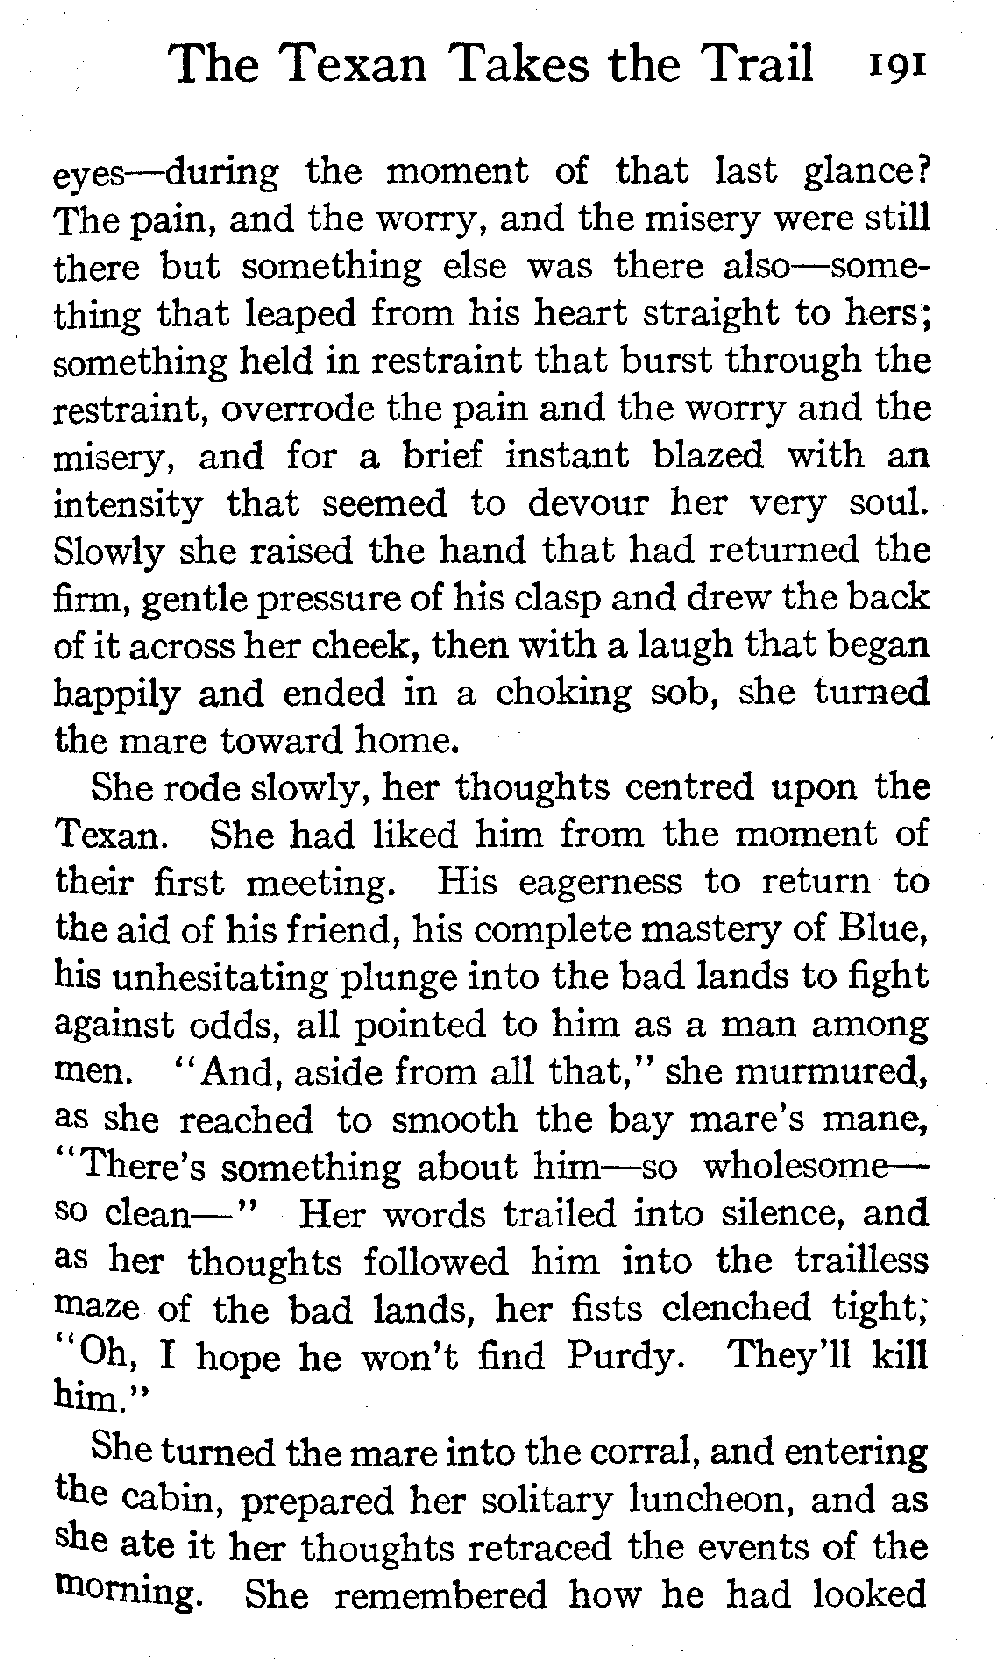 The Texan Takes the Trail 191
eyes—during the moment of that last glance?
The pain, and the worry, and the misery were still
there but something else was there also—some-
thing that leaped from his heart straight to hers;
something held in restraint that burst through the
restraint, overrode the pain and the worry and the
misery, and for a brief instant blazed with an
intensity that seemed to devour her very soul.
Slowly she raised the hand that had returned the
firm, gentle pressure of his clasp and drew the back
of it across her cheek, then with a laugh that began
happily and ended in a choking sob, she turned
the mare toward home.
She rode slowly, her thoughts centred upon the
Texan. She had liked him from the moment of
their first meeting. His eagerness to return to
the aid of his friend, his complete mastery of Blue,
his unhesitating plunge into the bad lands to fight
against odds, all pointed to him as a man among
men. "And, aside from all that," she murmured,
as she reached to smooth the bay mare's mane,
"There's something about him—so wholesome—
so clean—" Her words trailed into silence, and
as her thoughts followed him into the trailless
maze of the bad lands, her fists clenched tight;
"Oh, I hope he won't find Purdy. They'll kill
him."
She turned the mare into the corral, and entering
the cabin, prepared her solitary luncheon, and as
she ate it her thoughts retraced the events of the
morning. She remembered how he had looked